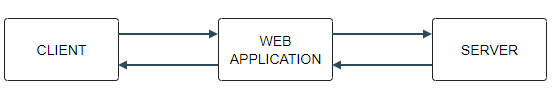 CLIENT
WEB
APPLICATION
SERVER